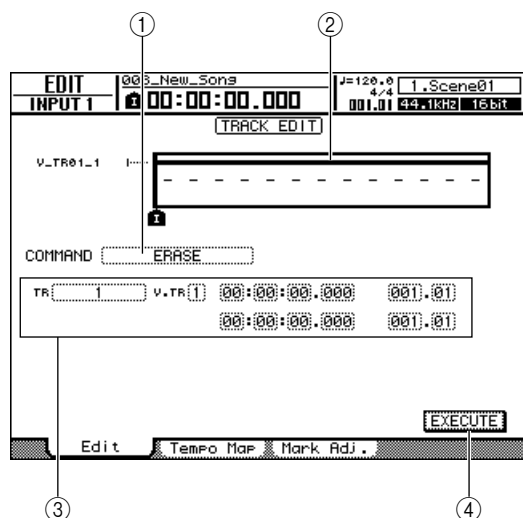 ① ②
EDIT 003_New_Song J=120.0 1.Scene01
4/4
INPUT 1 I 00:00:00.000 001.01 44.1kHz 16bit
TRACK EDIT
V_TR01_1
I
COMMAND ERASE
TR 1 V.TR 1 00:00:00.000 001.01
00:00:00.000 001.01
EXECUTE
Edit Tempo Map Mark Adj.
③ ④